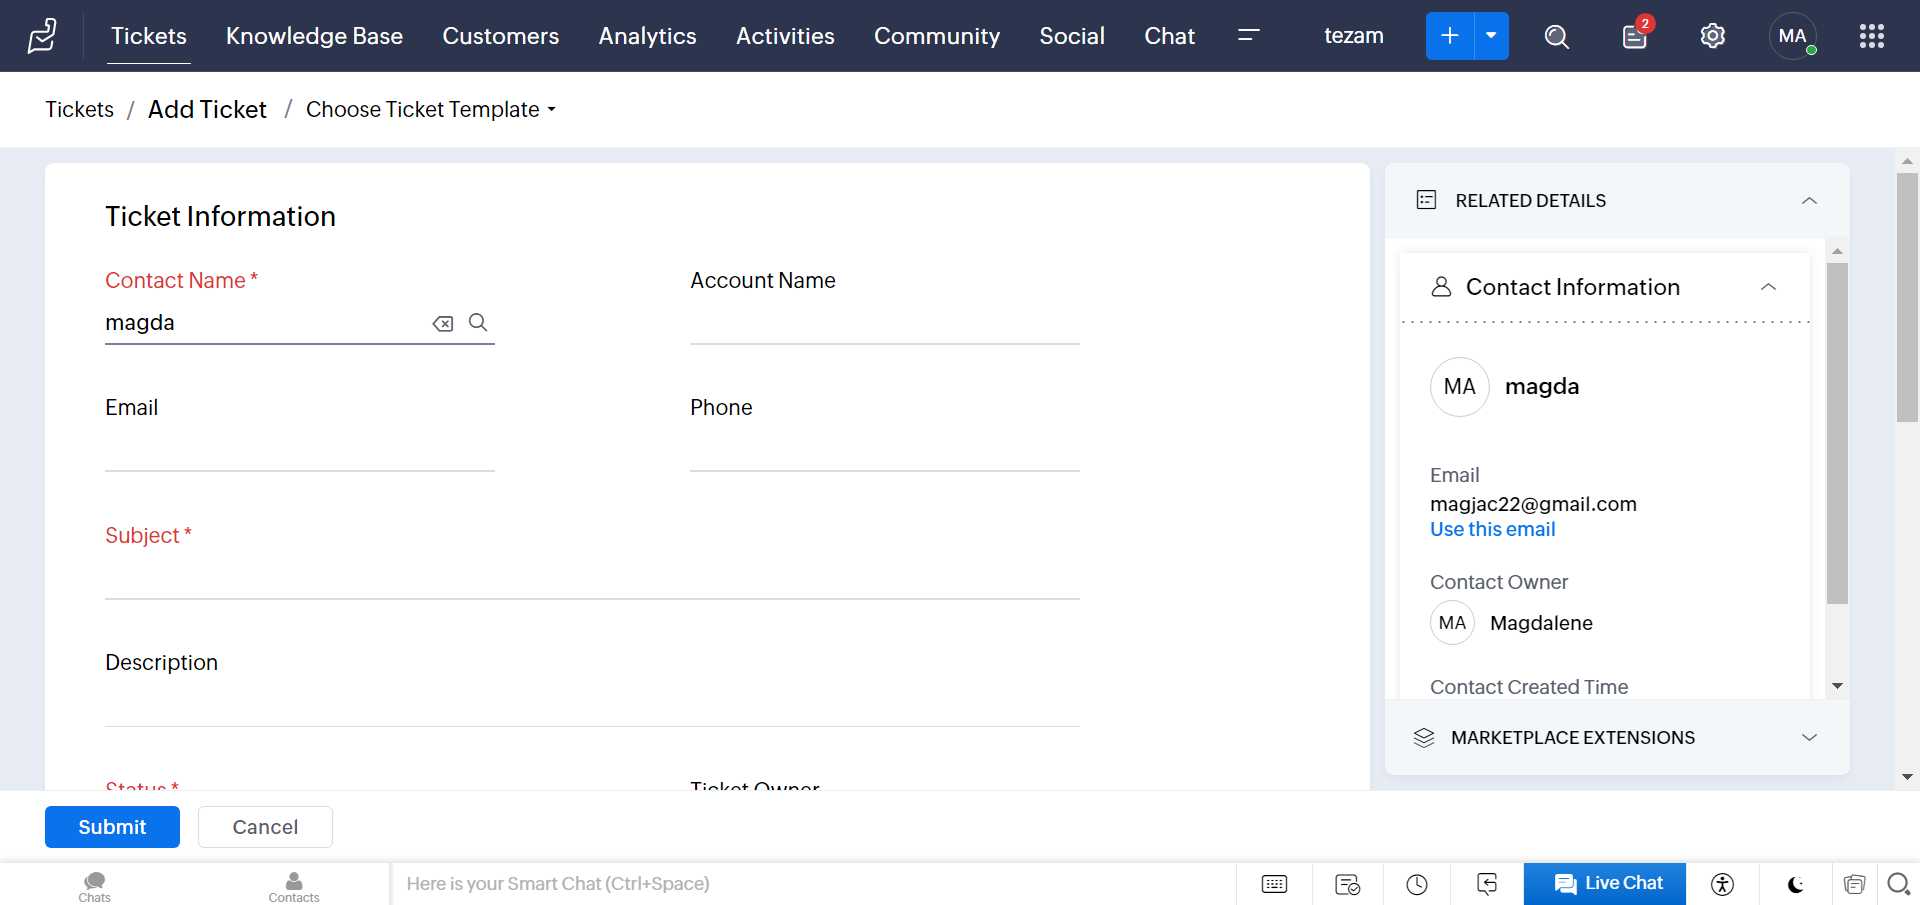 Tickets Knowledge Base Customers Analytics Activities Community Social Chat tezam 2 MA
Tickets / Add Ticket / Choose Ticket Template
Ticket Information
Contact Name * Account Name
magda
Email Phone
Subject *
Description
Status * Ticket Owner
RELATED DETAILS
Contact Information
MA magda
Email
magjac22@gmail.com
Use this email
Contact Owner
MA Magdalene
Contact Created Time
MARKETPLACE EXTENSIONS
Submit Cancel
Chats Contacts Here is your Smart Chat (Ctrl+Space) Live Chat